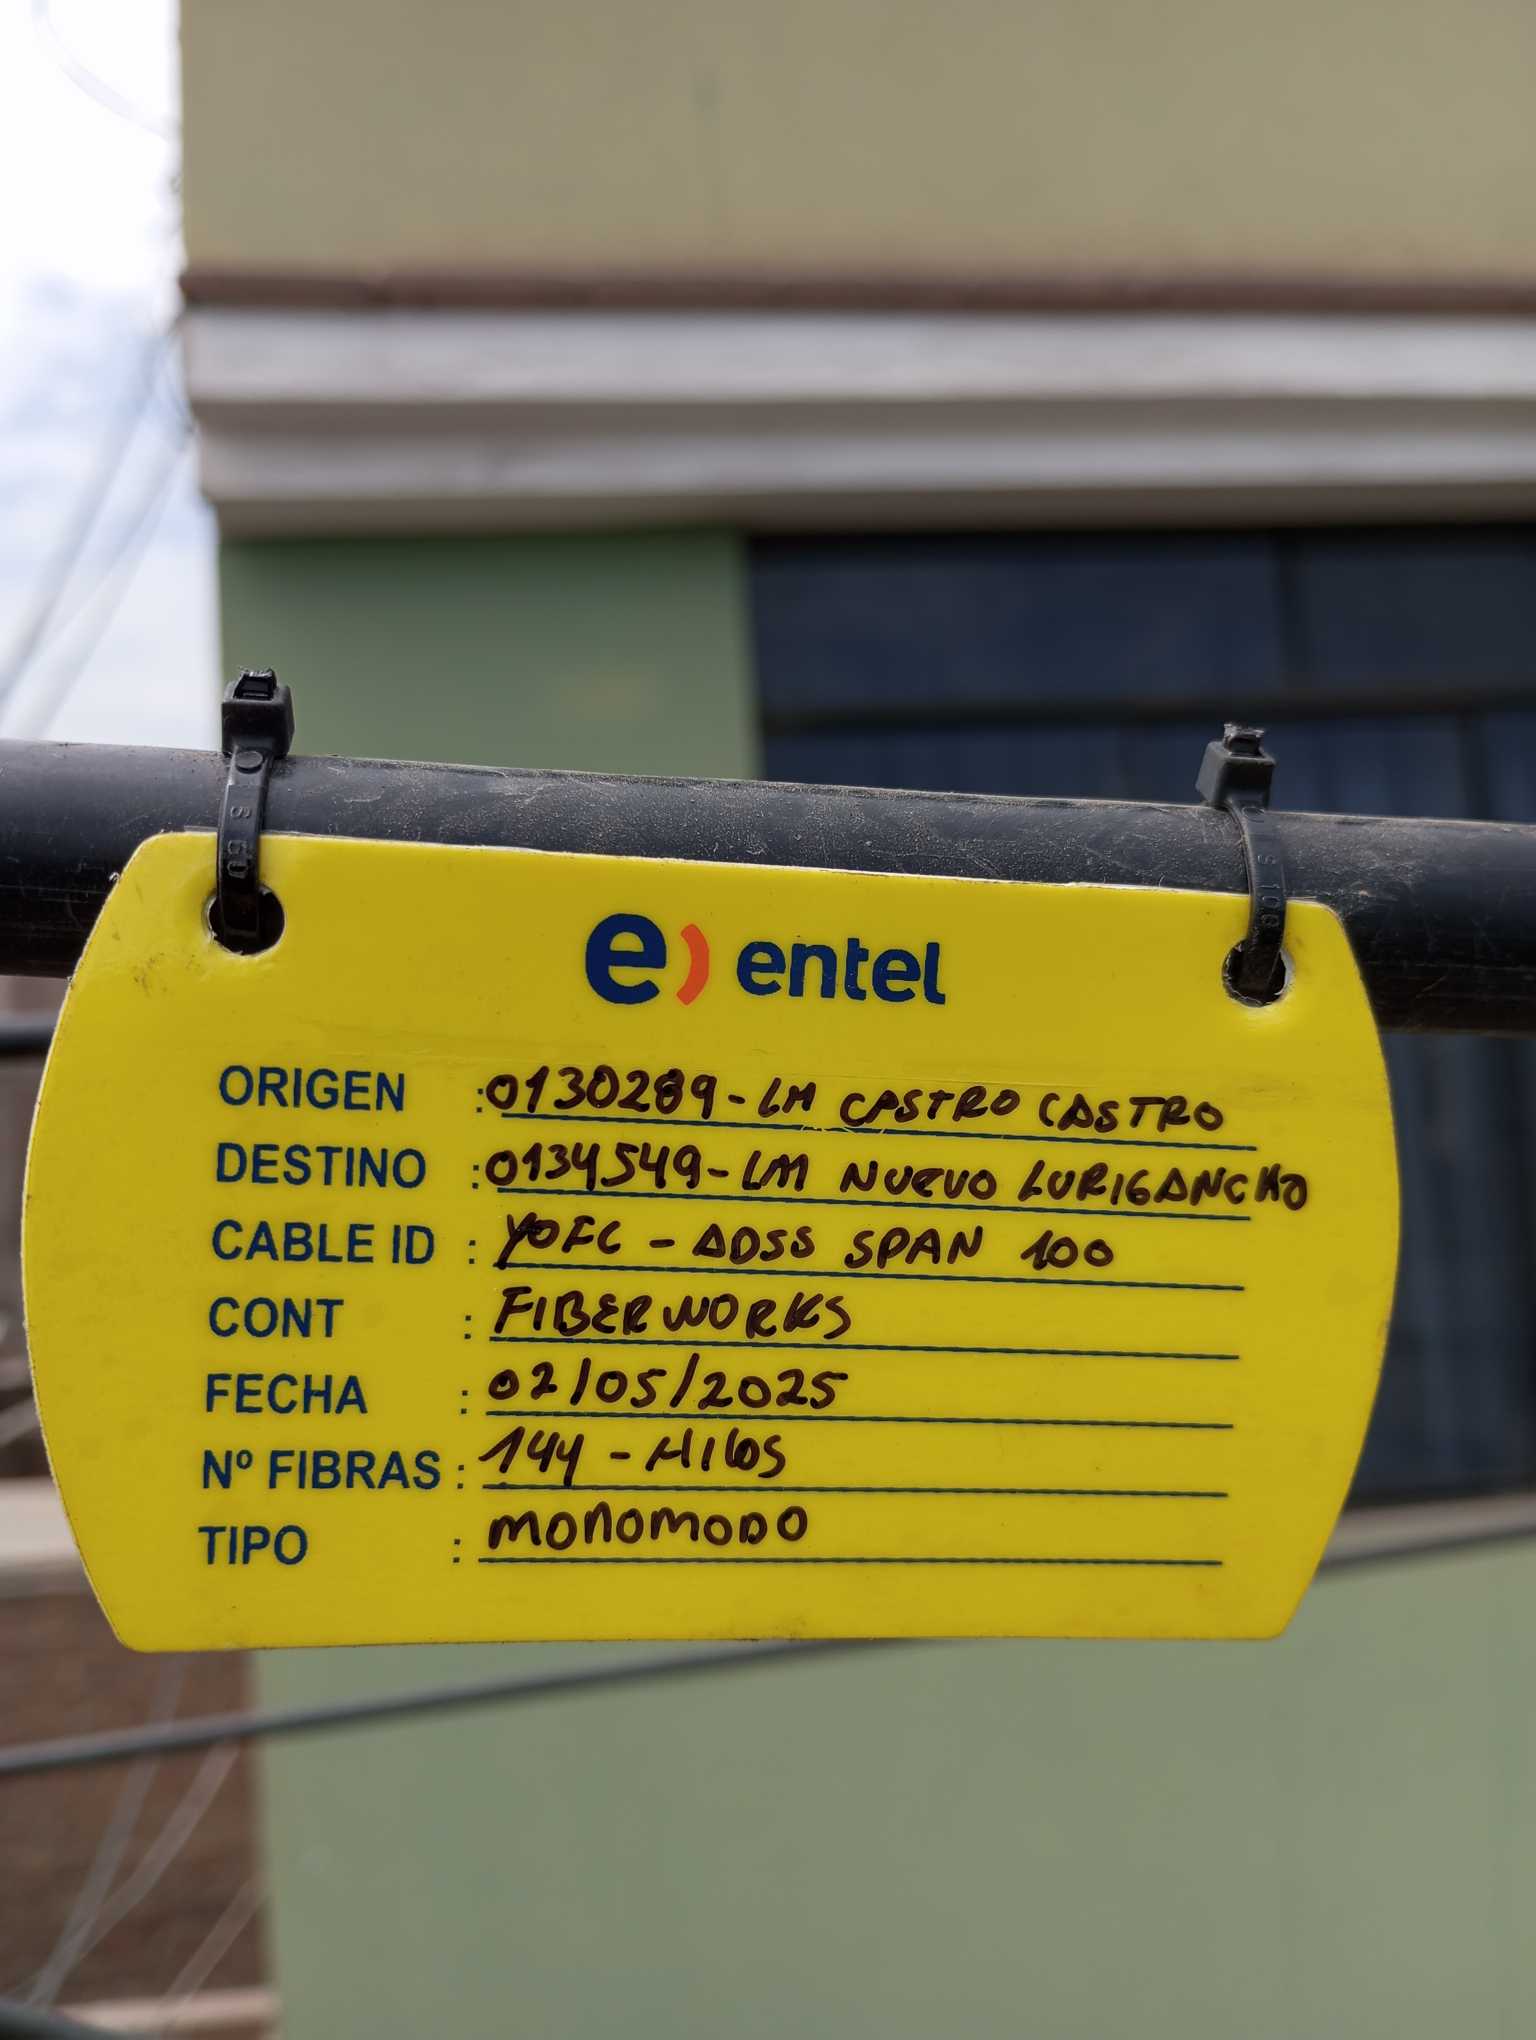 e) entel
ORIGEN : 0130289 - LM CASTRO CASTRO
DESTINO : 0134549 - LM NUEVO LURIGANCHO
CABLE ID : YOFC - ADSS SPAN 100
CONT : FIBERWORKS
FECHA : 02/05/2025
Nº FIBRAS : 144 - HILOS
TIPO : MONOMODO